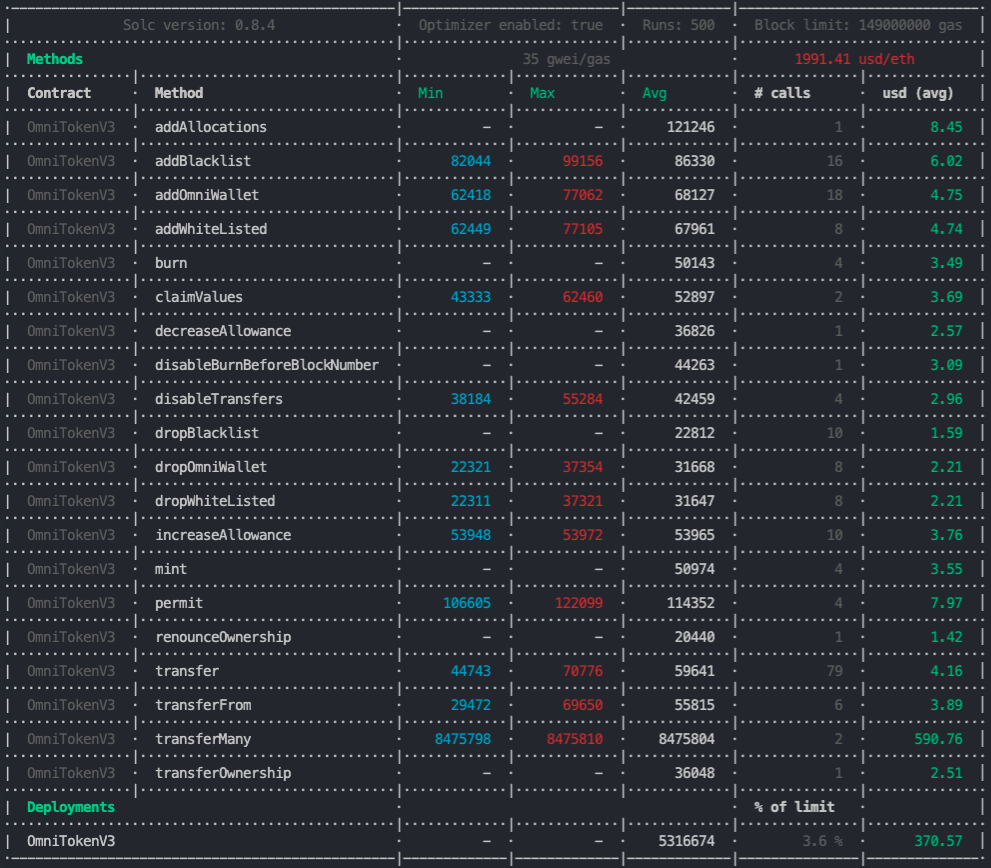 Solc version: 0.8.4 · Optimizer enabled: true · Runs: 500 · Block limit: 149000000 gas
Methods · 35 gwei/gas · 1991.41 usd/eth
Contract · Method · Min · Max · Avg · # calls · usd (avg)
OmniTokenV3 · addAllocations · – · – · 121246 · 1 · 8.45
OmniTokenV3 · addBlacklist · 82044 · 99156 · 86330 · 16 · 6.02
OmniTokenV3 · addOmniWallet · 62418 · 77062 · 68127 · 18 · 4.75
OmniTokenV3 · addWhiteListed · 62449 · 77105 · 67961 · 8 · 4.74
OmniTokenV3 · burn · – · – · 50143 · 4 · 3.49
OmniTokenV3 · claimValues · 43333 · 62460 · 52897 · 2 · 3.69
OmniTokenV3 · decreaseAllowance · – · – · 36826 · 1 · 2.57
OmniTokenV3 · disableBurnBeforeBlockNumber · – · – · 44263 · 1 · 3.09
OmniTokenV3 · disableTransfers · 38184 · 55284 · 42459 · 4 · 2.96
OmniTokenV3 · dropBlacklist · – · – · 22812 · 10 · 1.59
OmniTokenV3 · dropOmniWallet · 22321 · 37354 · 31668 · 8 · 2.21
OmniTokenV3 · dropWhiteListed · 22311 · 37321 · 31647 · 8 · 2.21
OmniTokenV3 · increaseAllowance · 53948 · 53972 · 53965 · 10 · 3.76
OmniTokenV3 · mint · – · – · 50974 · 4 · 3.55
OmniTokenV3 · permit · 106605 · 122099 · 114352 · 4 · 7.97
OmniTokenV3 · renounceOwnership · – · – · 20440 · 1 · 1.42
OmniTokenV3 · transfer · 44743 · 70776 · 59641 · 79 · 4.16
OmniTokenV3 · transferFrom · 29472 · 69650 · 55815 · 6 · 3.89
OmniTokenV3 · transferMany · 8475798 · 8475810 · 8475804 · 2 · 590.76
OmniTokenV3 · transferOwnership · – · – · 36048 · 1 · 2.51
Deployments · · % of limit ·
OmniTokenV3 · – · – · 5316674 · 3.6 % · 370.57